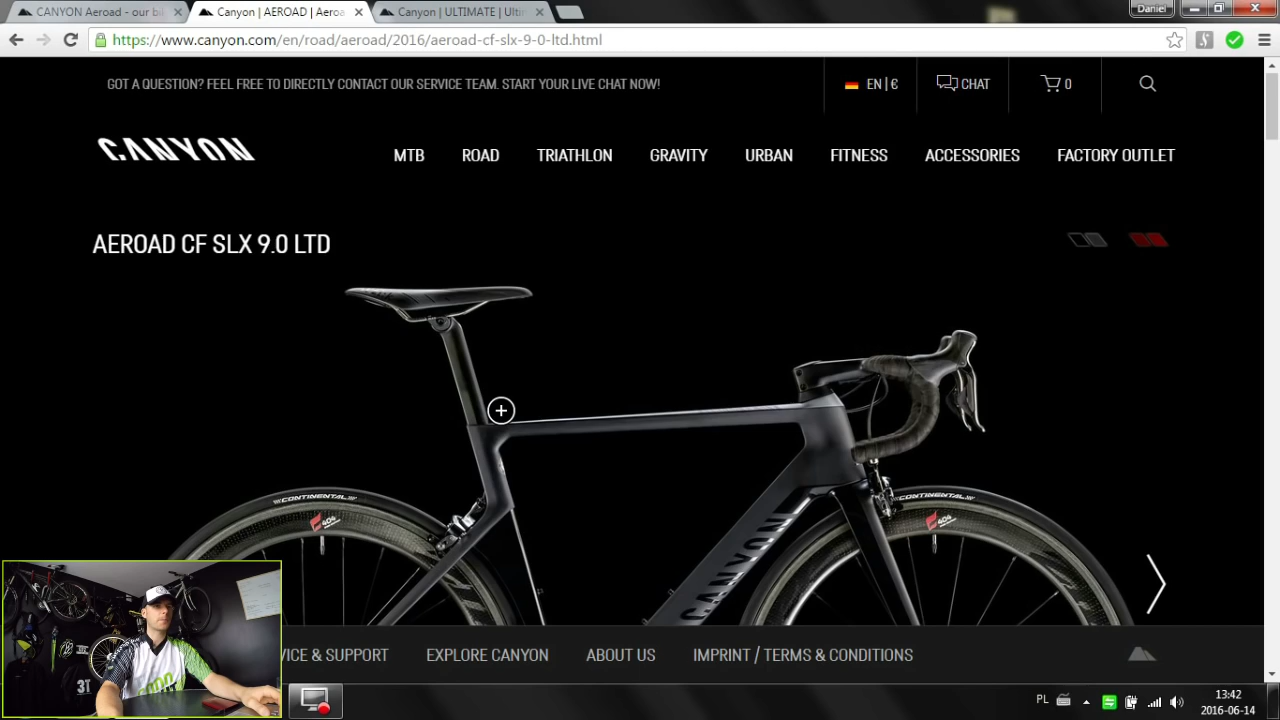 CANYON Aeroad - our bi
Canyon | AEROAD | Aeroa
Canyon | ULTIMATE | Ulti
Daniel
https://www.canyon.com/en/road/aeroad/2016/aeroad-cf-slx-9-0-ltd.html
GOT A QUESTION? FEEL FREE TO DIRECTLY CONTACT OUR SERVICE TEAM. START YOUR LIVE CHAT NOW!
EN | €
CHAT
0
CANYON
MTB
ROAD
TRIATHLON
GRAVITY
URBAN
FITNESS
ACCESSORIES
FACTORY OUTLET
AEROAD CF SLX 9.0 LTD
CONTINENTAL
CONTINENTAL
404
404
CANYON
VICE & SUPPORT
EXPLORE CANYON
ABOUT US
IMPRINT / TERMS & CONDITIONS
3T
PL
13:42
2016-06-14